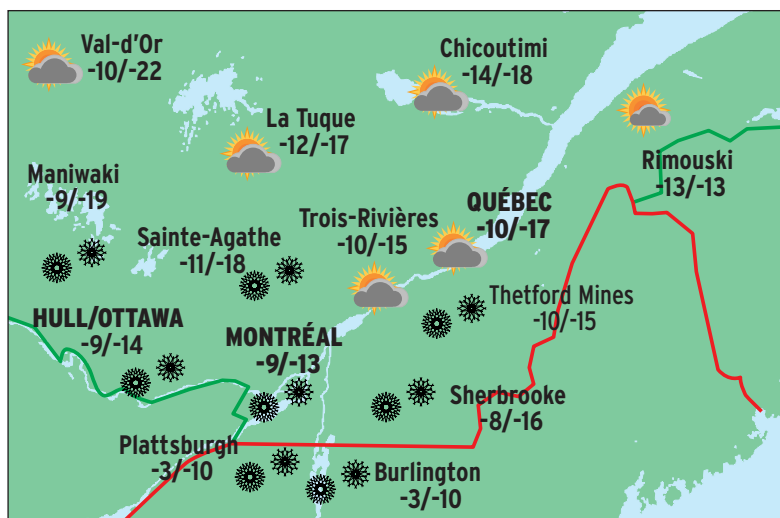 Val-d'Or
-10/-22
Chicoutimi
-14/-18
La Tuque
-12/-17
Rimouski
-13/-13
Maniwaki
-9/-19
QUÉBEC
-10/-17
Trois-Rivières
-10/-15
Sainte-Agathe
-11/-18
Thetford Mines
-10/-15
HULL/OTTAWA
-9/-14
MONTRÉAL
-9/-13
Sherbrooke
-8/-16
Plattsburgh
-3/-10
Burlington
-3/-10